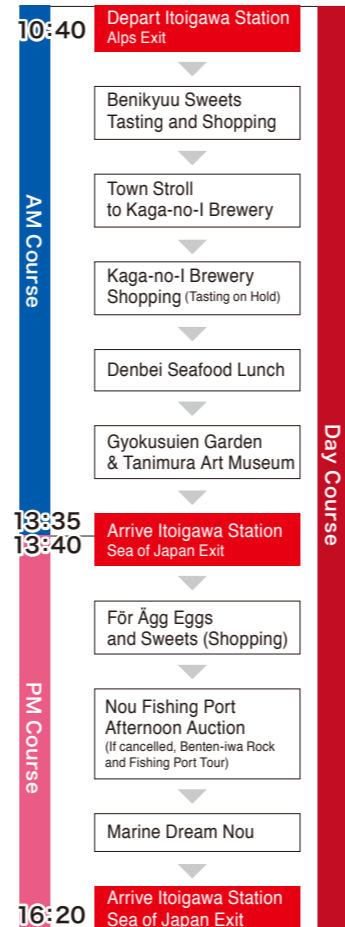 10:40
Depart Itoigawa Station
Alps Exit
Benikyuu Sweets
Tasting and Shopping
Town Stroll
to Kaga-no-I Brewery
AM Course
Kaga-no-I Brewery
Shopping (Tasting on Hold)
Denbei Seafood Lunch
Gyokusuien Garden
& Tanimura Art Museum
Day Course
13:35
13:40
Arrive Itoigawa Station
Sea of Japan Exit
För Ägg Eggs
and Sweets (Shopping)
PM Course
Nou Fishing Port
Afternoon Auction
(If cancelled, Benten-iwa Rock
and Fishing Port Tour)
Marine Dream Nou
16:20
Arrive Itoigawa Station
Sea of Japan Exit